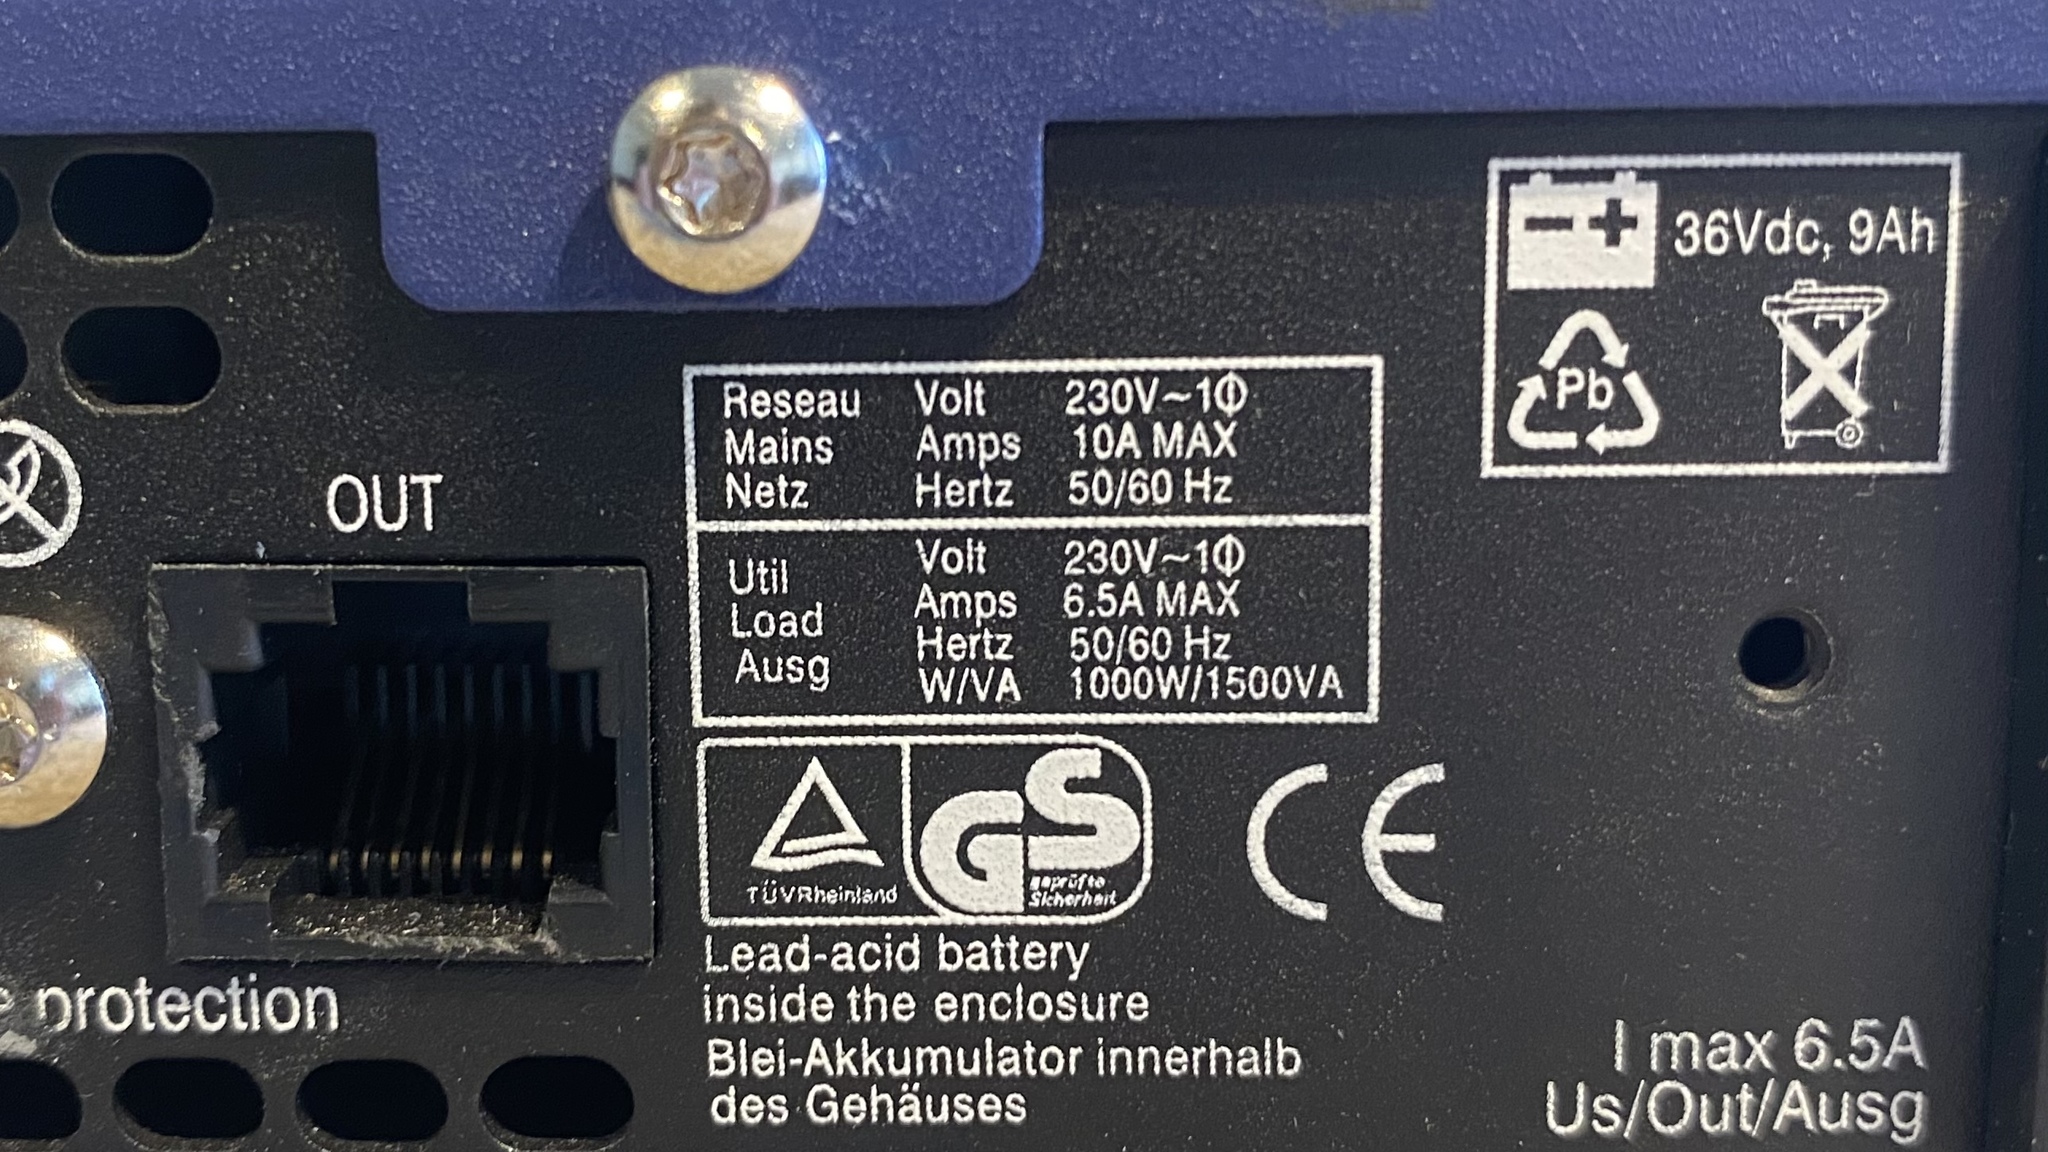 36Vdc, 9Ah
Pb
Reseau Volt 230V~1Φ
Mains Amps 10A MAX
Netz Hertz 50/60 Hz
OUT
Util
Load
Ausg
Volt 230V~1Φ
Amps 6.5A MAX
Hertz 50/60 Hz
W/VA 1000W/1500VA
TÜVRheinland
GS
geprüfte
Sicherheit
CE
Lead-acid battery
inside the enclosure
Blei-Akkumulator innerhalb
des Gehäuses
protection
I max 6.5A
Us/Out/Ausg